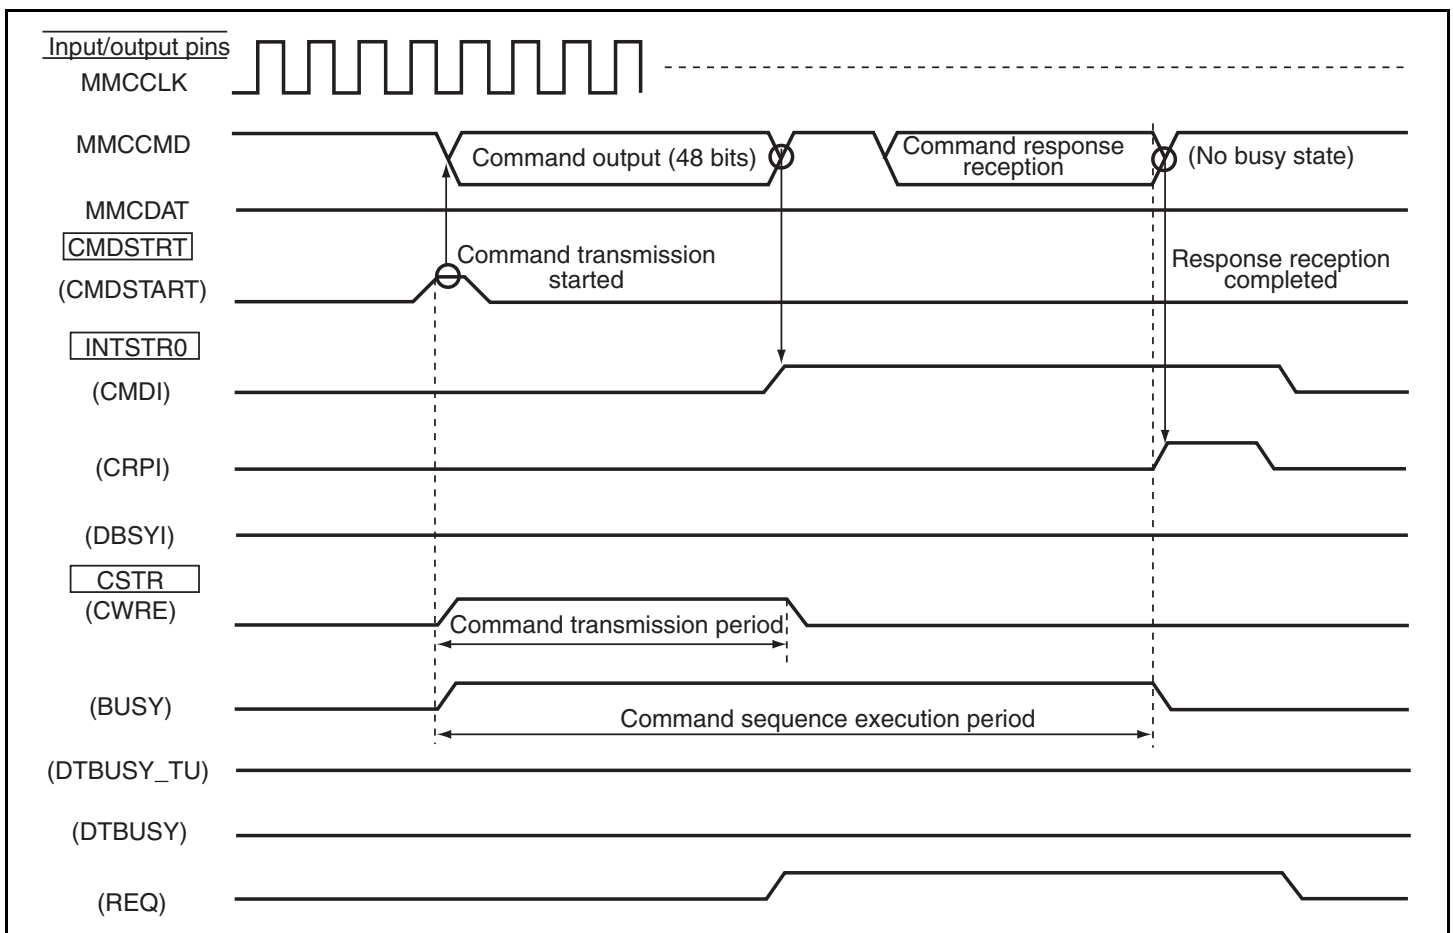 Input/output pins
MMCCLK
MMCCMD
Command output (48 bits)
Command response
reception
(No busy state)
MMCDAT
CMDSTRT
(CMDSTART)
Command transmission
started
Response reception
completed
INTSTR0
(CMDI)
(CRPI)
(DBSYI)
CSTR
(CWRE)
Command transmission period
(BUSY)
Command sequence execution period
(DTBUSY_TU)
(DTBUSY)
(REQ)